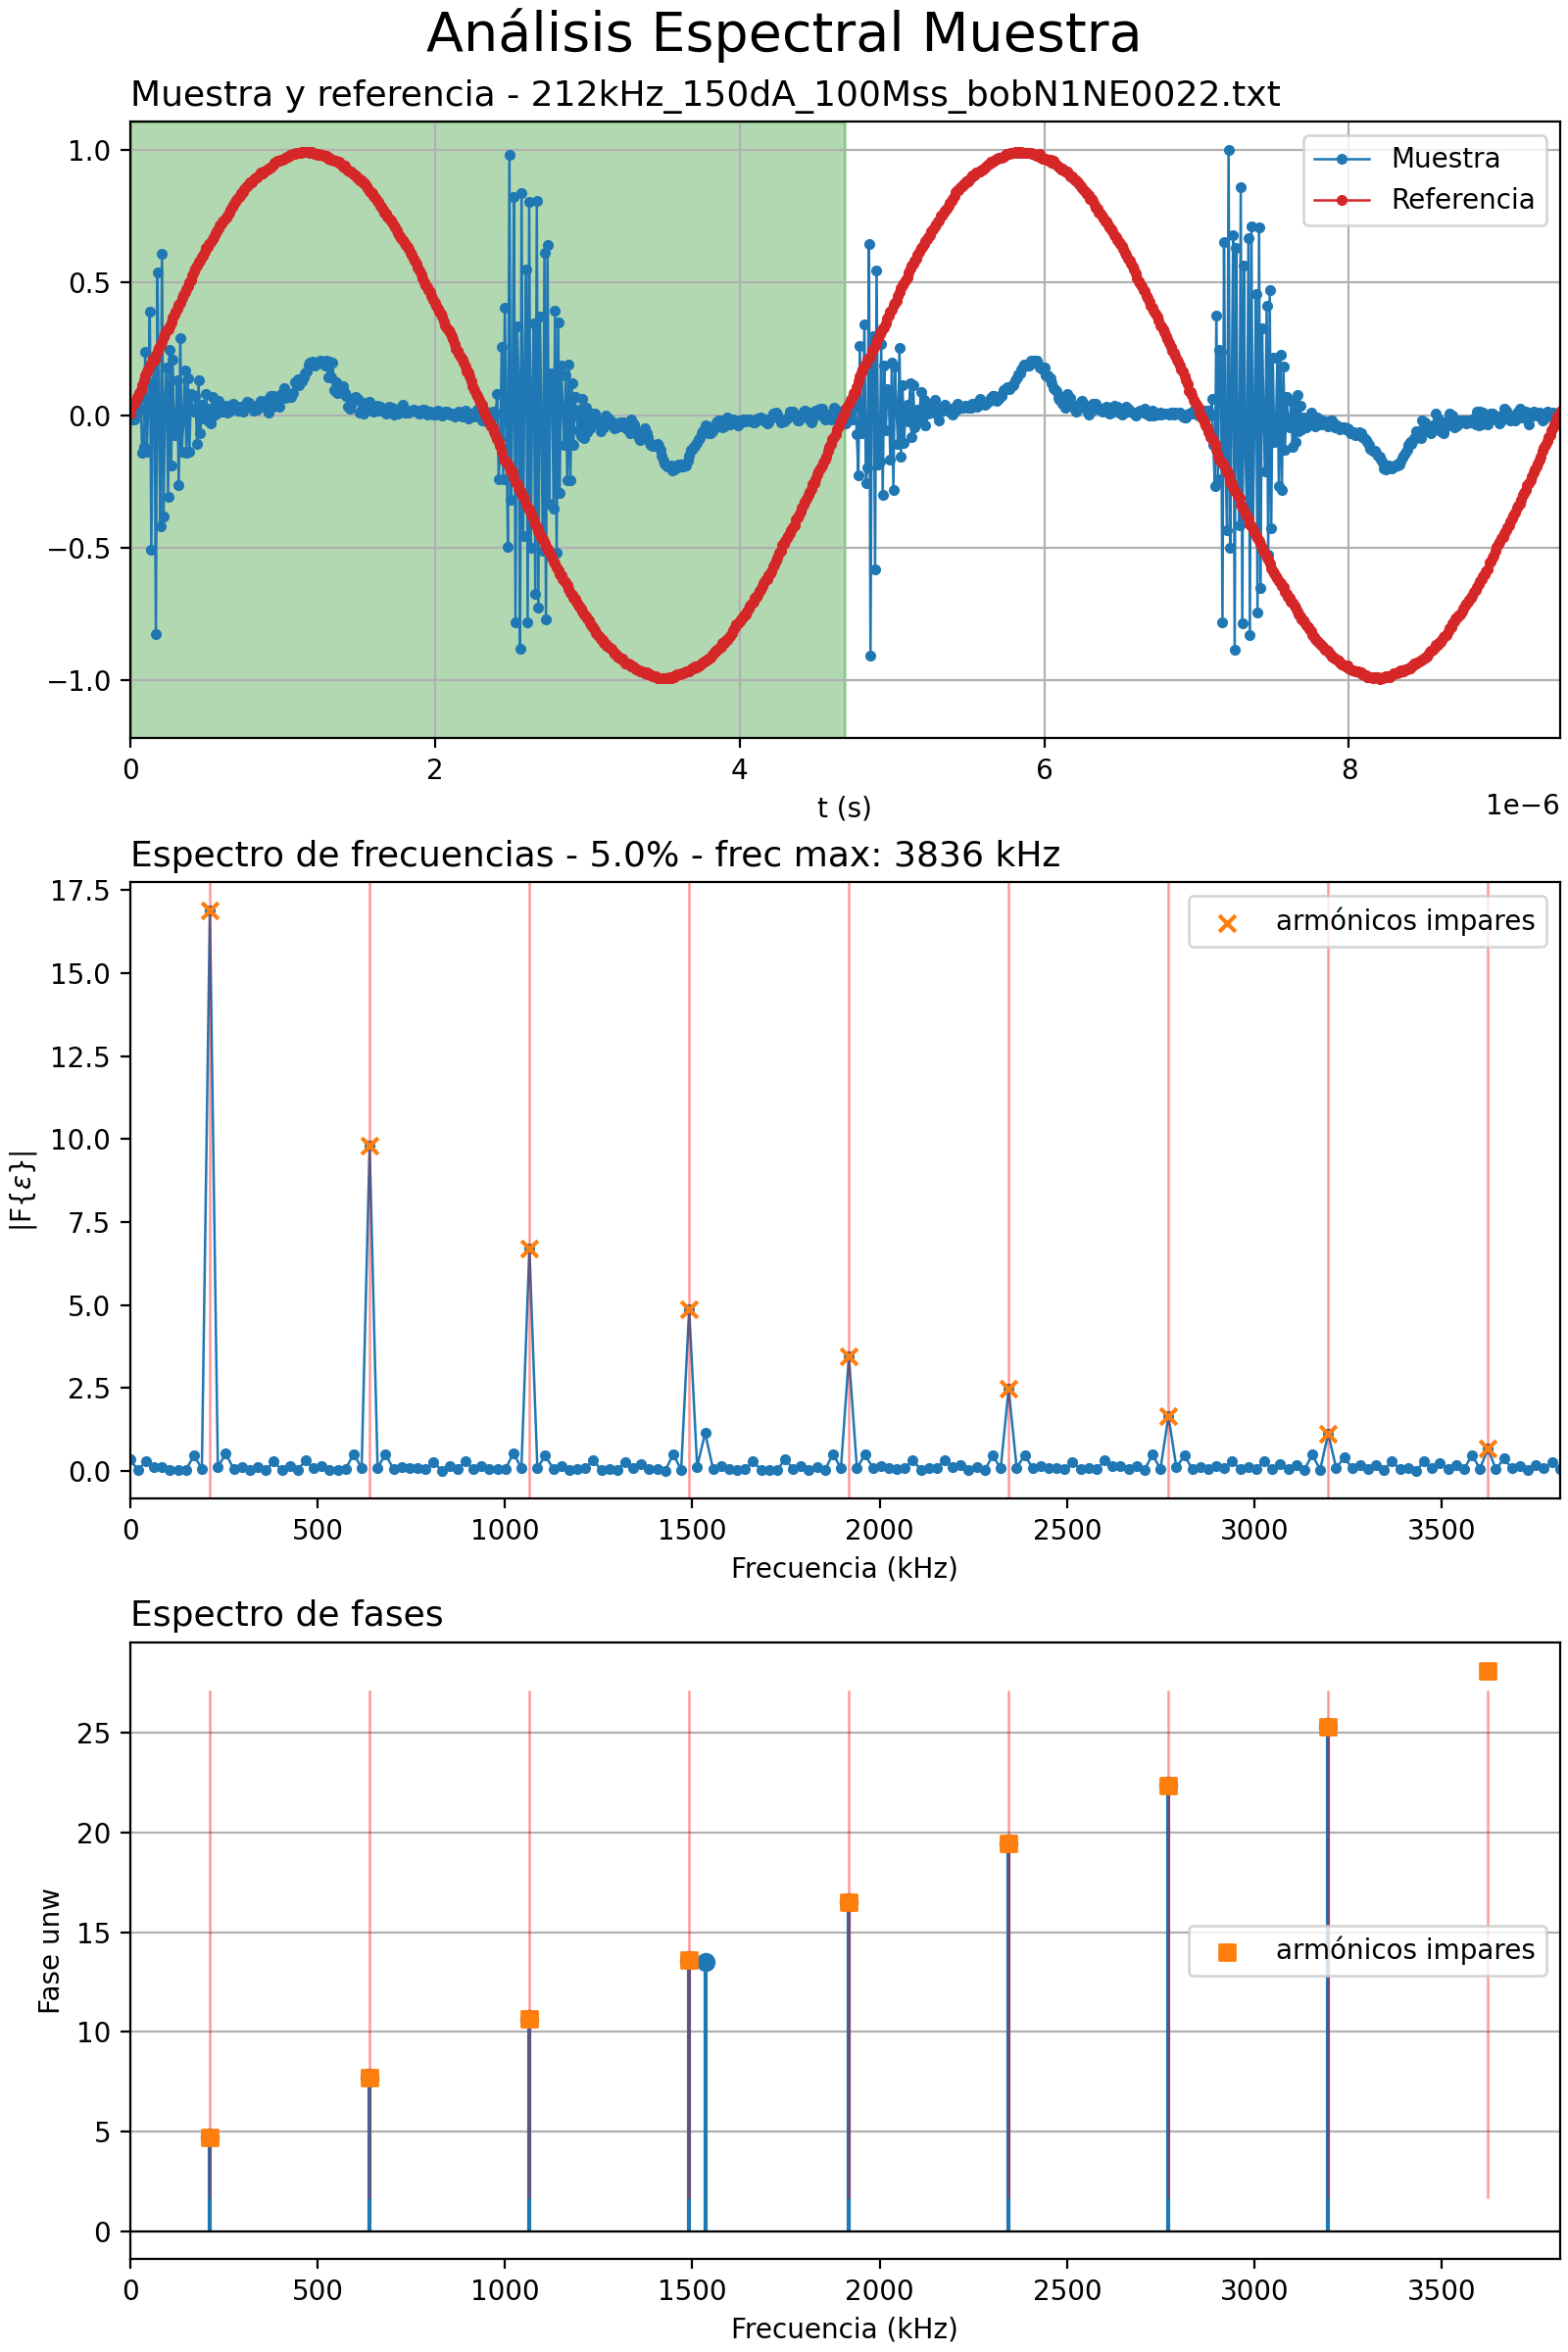 Análisis Espectral Muestra
Muestra y referencia - 212kHz_150dA_100Mss_bobN1NE0022.txt
1.0
0.5
0.0
−0.5
−1.0
Muestra
Referencia
0 2 4 6 8
t (s)
1e−6
Espectro de frecuencias - 5.0% - frec max: 3836 kHz
17.5
15.0
12.5
10.0
7.5
5.0
2.5
0.0
|F{ε}|
armónicos impares
0 500 1000 1500 2000 2500 3000 3500
Frecuencia (kHz)
Espectro de fases
25
20
15
10
5
0
Fase unw
armónicos impares
0 500 1000 1500 2000 2500 3000 3500
Frecuencia (kHz)